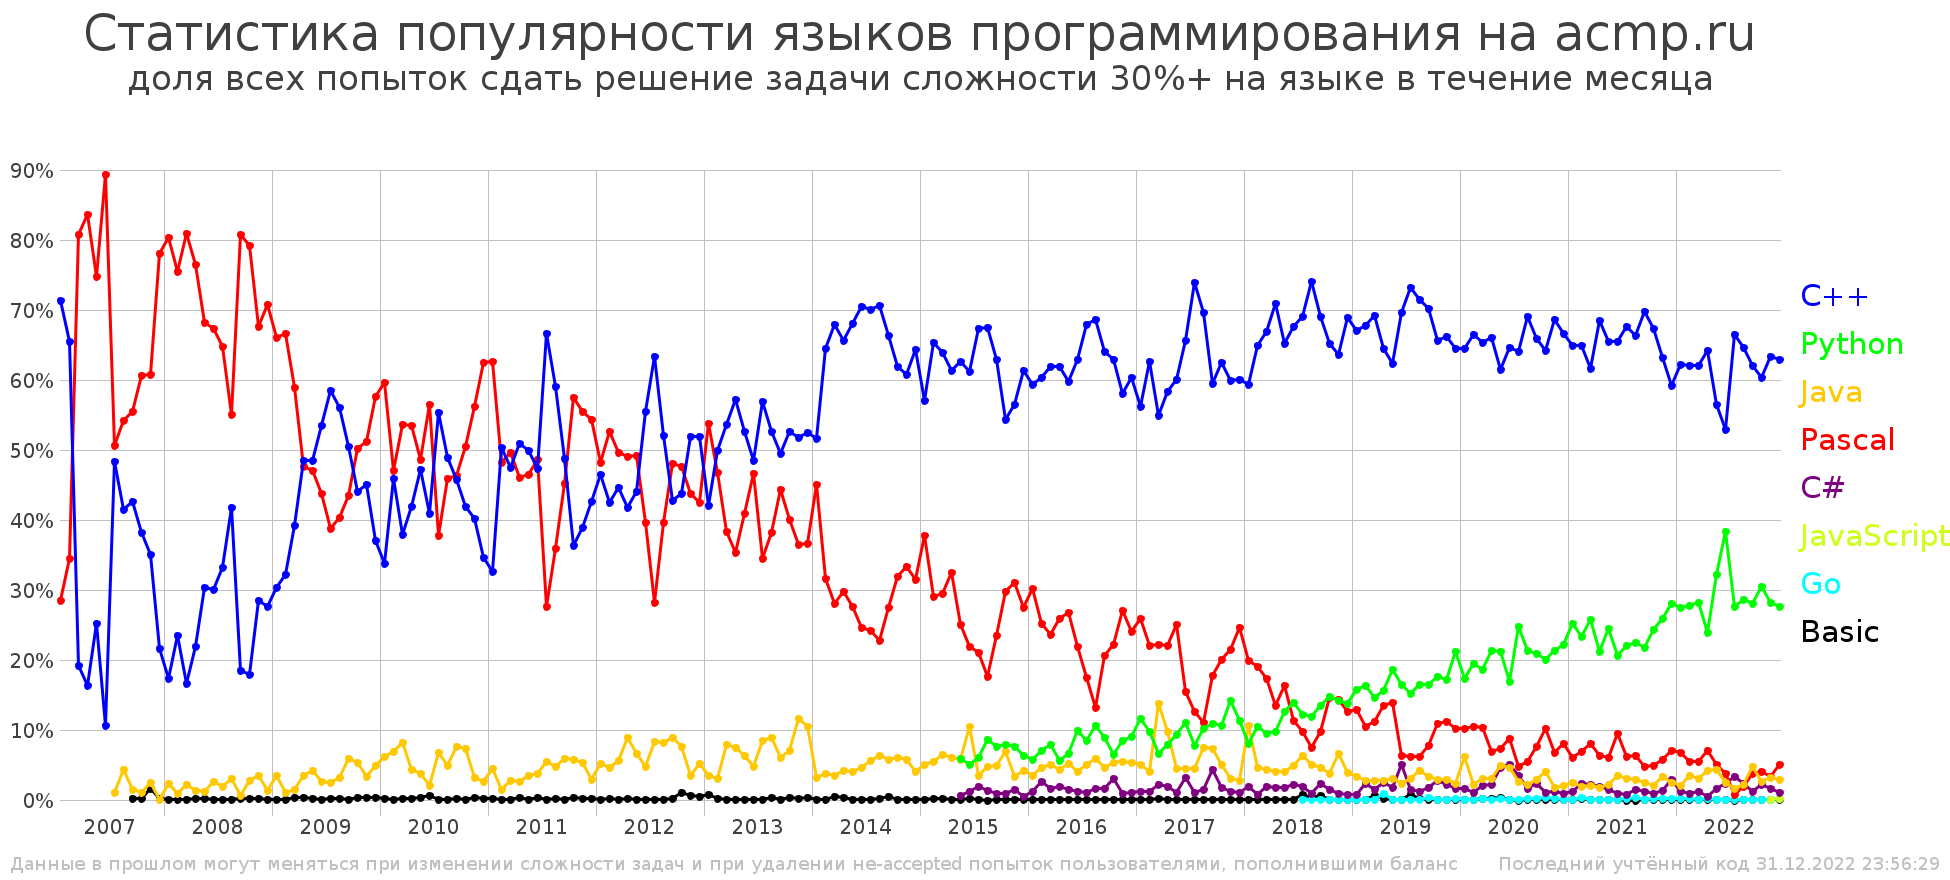 Статистика популярности языков программирования на acmp.ru
доля всех попыток сдать решение задачи сложности 30%+ на языке в течение месяца
90%
80%
70%
60%
50%
40%
30%
20%
10%
0%
C++
Python
Java
Pascal
C#
JavaScript
Go
Basic
2007 2008 2009 2010 2011 2012 2013 2014 2015 2016 2017 2018 2019 2020 2021 2022
Данные в прошлом могут меняться при изменении сложности задач и при удалении не-accepted попыток пользователями, пополнившими баланс Последний учтённый код 31.12.2022 23:56:29